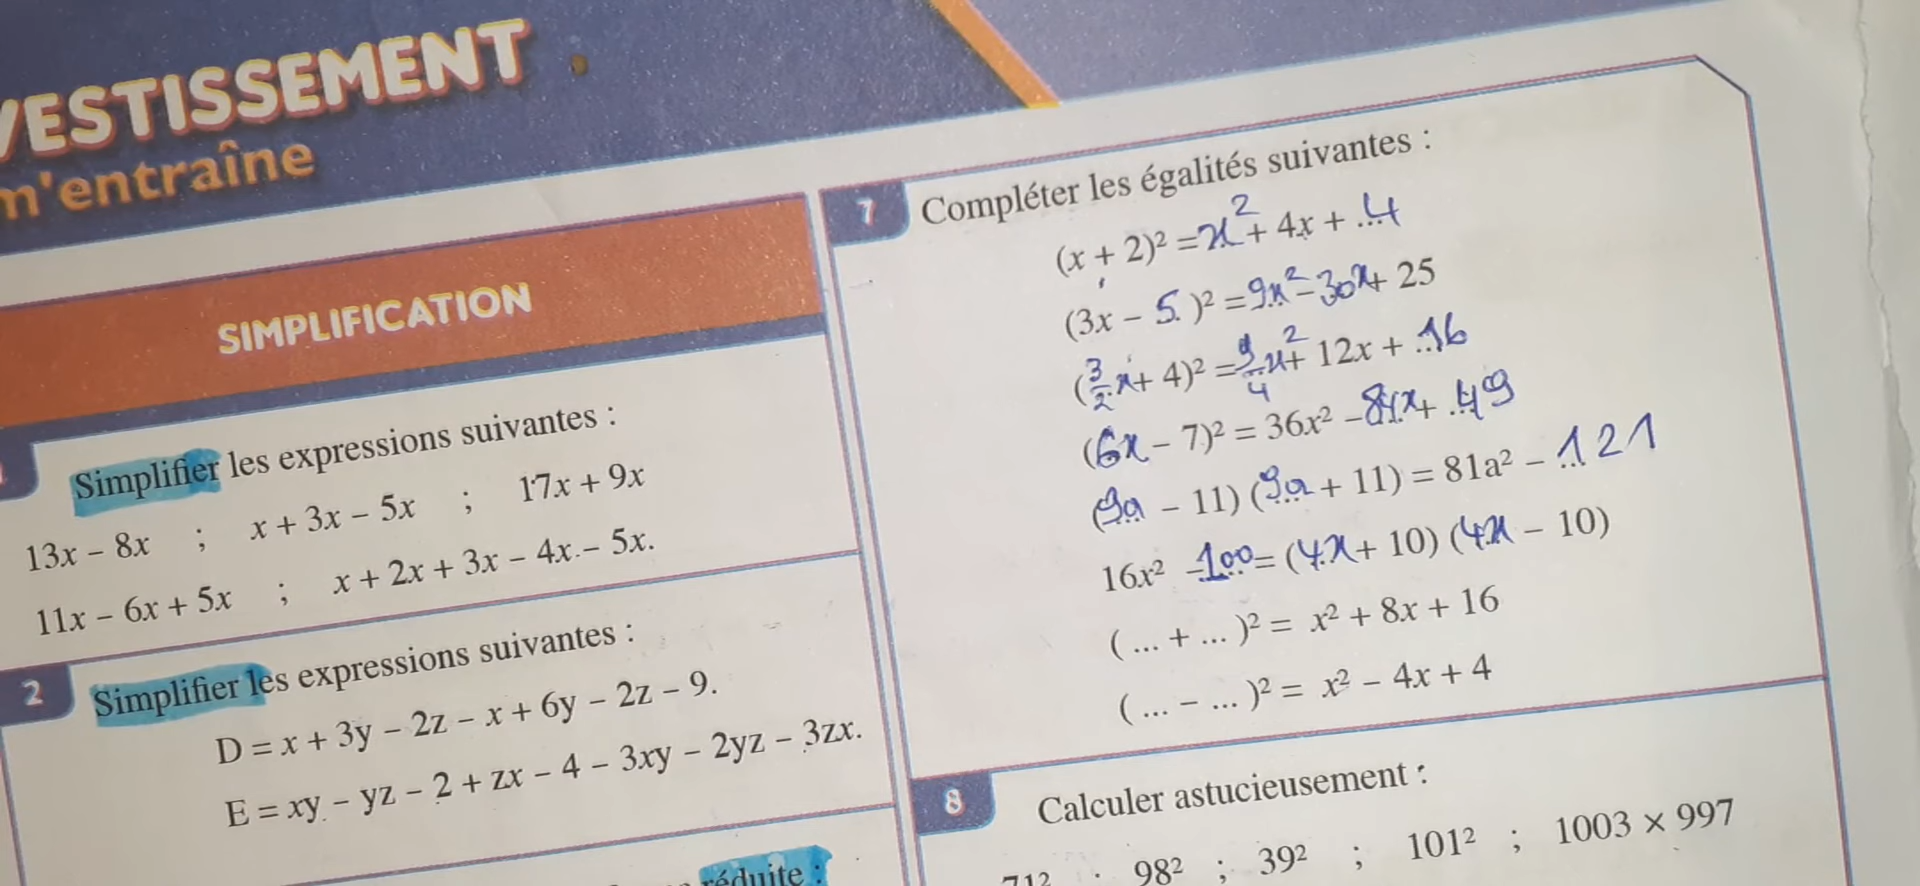 VESTISSEMENT
m'entraîne
SIMPLIFICATION
Simplifier les expressions suivantes :
13x – 8x ; x + 3x – 5x ; 17x + 9x
11x – 6x + 5x ; x + 2x + 3x – 4x – 5x.
2 Simplifier les expressions suivantes :
D = x + 3y – 2z – x + 6y – 2z – 9.
E = xy – yz – 2 + zx – 4 – 3xy – 2yz – 3zx.
réduite :
7 Compléter les égalités suivantes :
(x + 2)² = x² + 4x + 4
(3x – 5)² = 9x² – 30x + 25
(3/2 x + 4)² = 9/4 x² + 12x + 16
(6x – 7)² = 36x² – 84x + 49
(9a – 11) (9a + 11) = 81a² – 121
16x² – 100 = (4x + 10) (4x – 10)
( ... + ... )² = x² + 8x + 16
( ... – ... )² = x² – 4x + 4
8 Calculer astucieusement :
71² ; 98² ; 39² ; 101² ; 1003 × 997